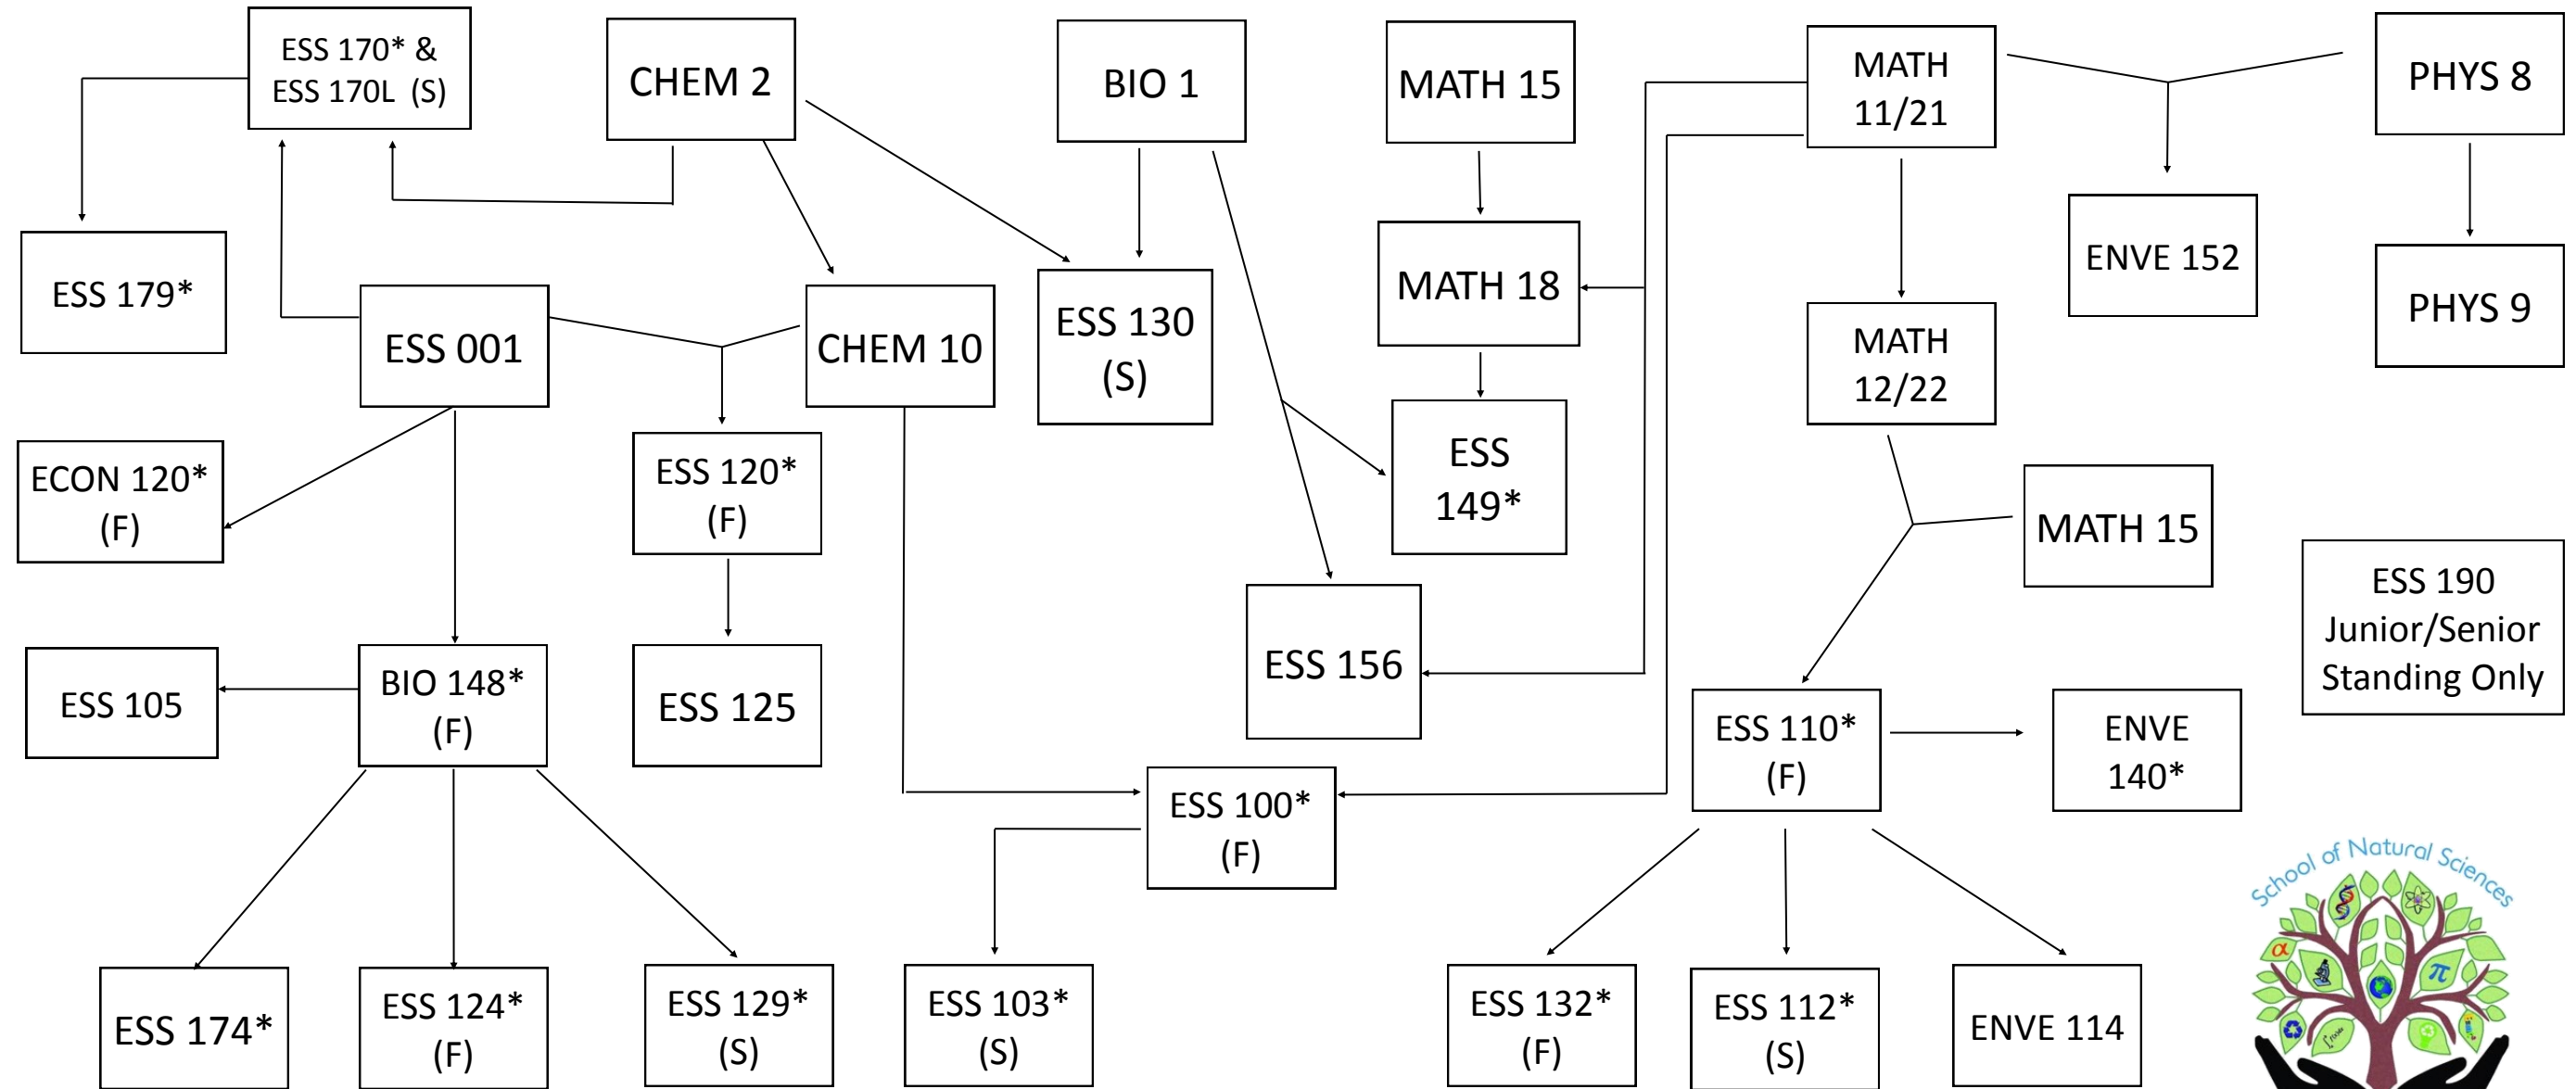 ESS 170* &
ESS 170L (S)
CHEM 2
BIO 1
MATH 15
MATH
11/21
PHYS 8
ESS 179*
ESS 001
CHEM 10
ESS 130
(S)
MATH 18
MATH
12/22
ENVE 152
PHYS 9
ECON 120*
(F)
ESS 120*
(F)
ESS
149*
MATH 15
ESS 190
Junior/Senior
Standing Only
ESS 105
BIO 148*
(F)
ESS 125
ESS 156
ESS 110*
(F)
ENVE
140*
ESS 100*
(F)
ESS 174*
ESS 124*
(F)
ESS 129*
(S)
ESS 103*
(S)
ESS 132*
(F)
ESS 112*
(S)
ENVE 114
School of Natural Sciences
α
π